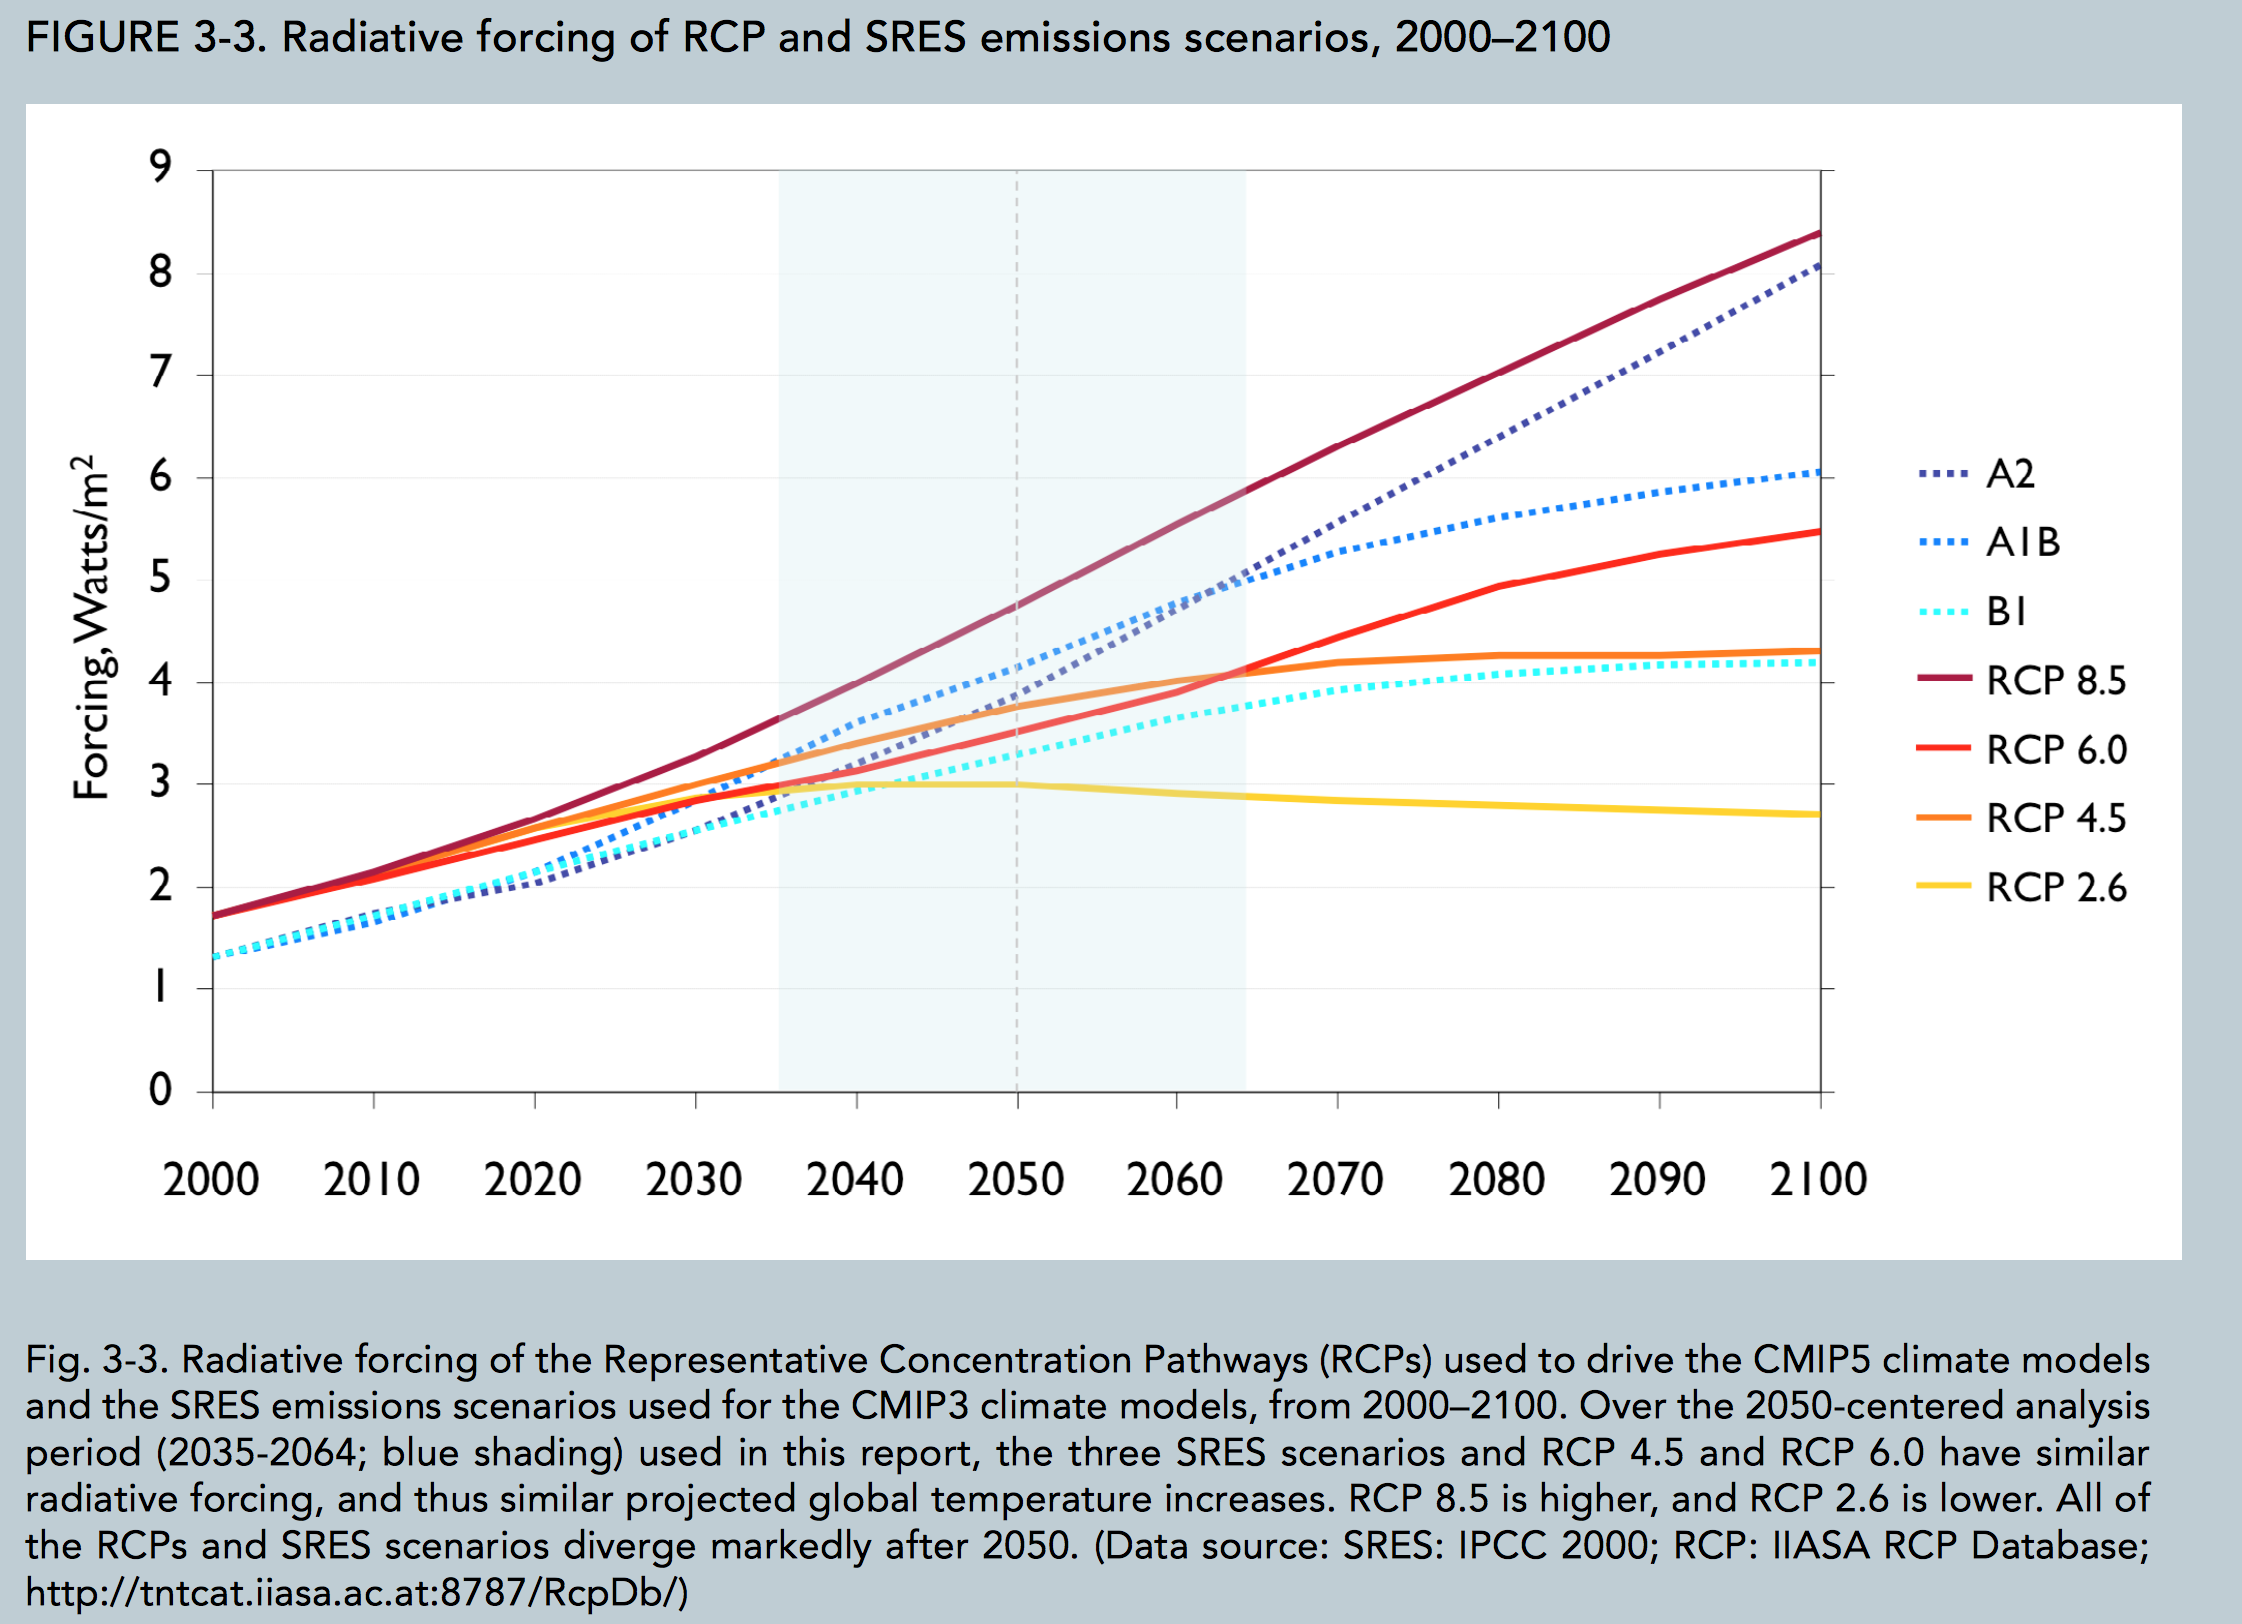 FIGURE 3-3. Radiative forcing of RCP and SRES emissions scenarios, 2000–2100
9
8
7
6
5
4
3
2
1
0
Forcing, Watts/m²
2000 2010 2020 2030 2040 2050 2060 2070 2080 2090 2100
A2
A1B
B1
RCP 8.5
RCP 6.0
RCP 4.5
RCP 2.6
Fig. 3-3. Radiative forcing of the Representative Concentration Pathways (RCPs) used to drive the CMIP5 climate models
and the SRES emissions scenarios used for the CMIP3 climate models, from 2000–2100. Over the 2050-centered analysis
period (2035-2064; blue shading) used in this report, the three SRES scenarios and RCP 4.5 and RCP 6.0 have similar
radiative forcing, and thus similar projected global temperature increases. RCP 8.5 is higher, and RCP 2.6 is lower. All of
the RCPs and SRES scenarios diverge markedly after 2050. (Data source: SRES: IPCC 2000; RCP: IIASA RCP Database;
http://tntcat.iiasa.ac.at:8787/RcpDb/)